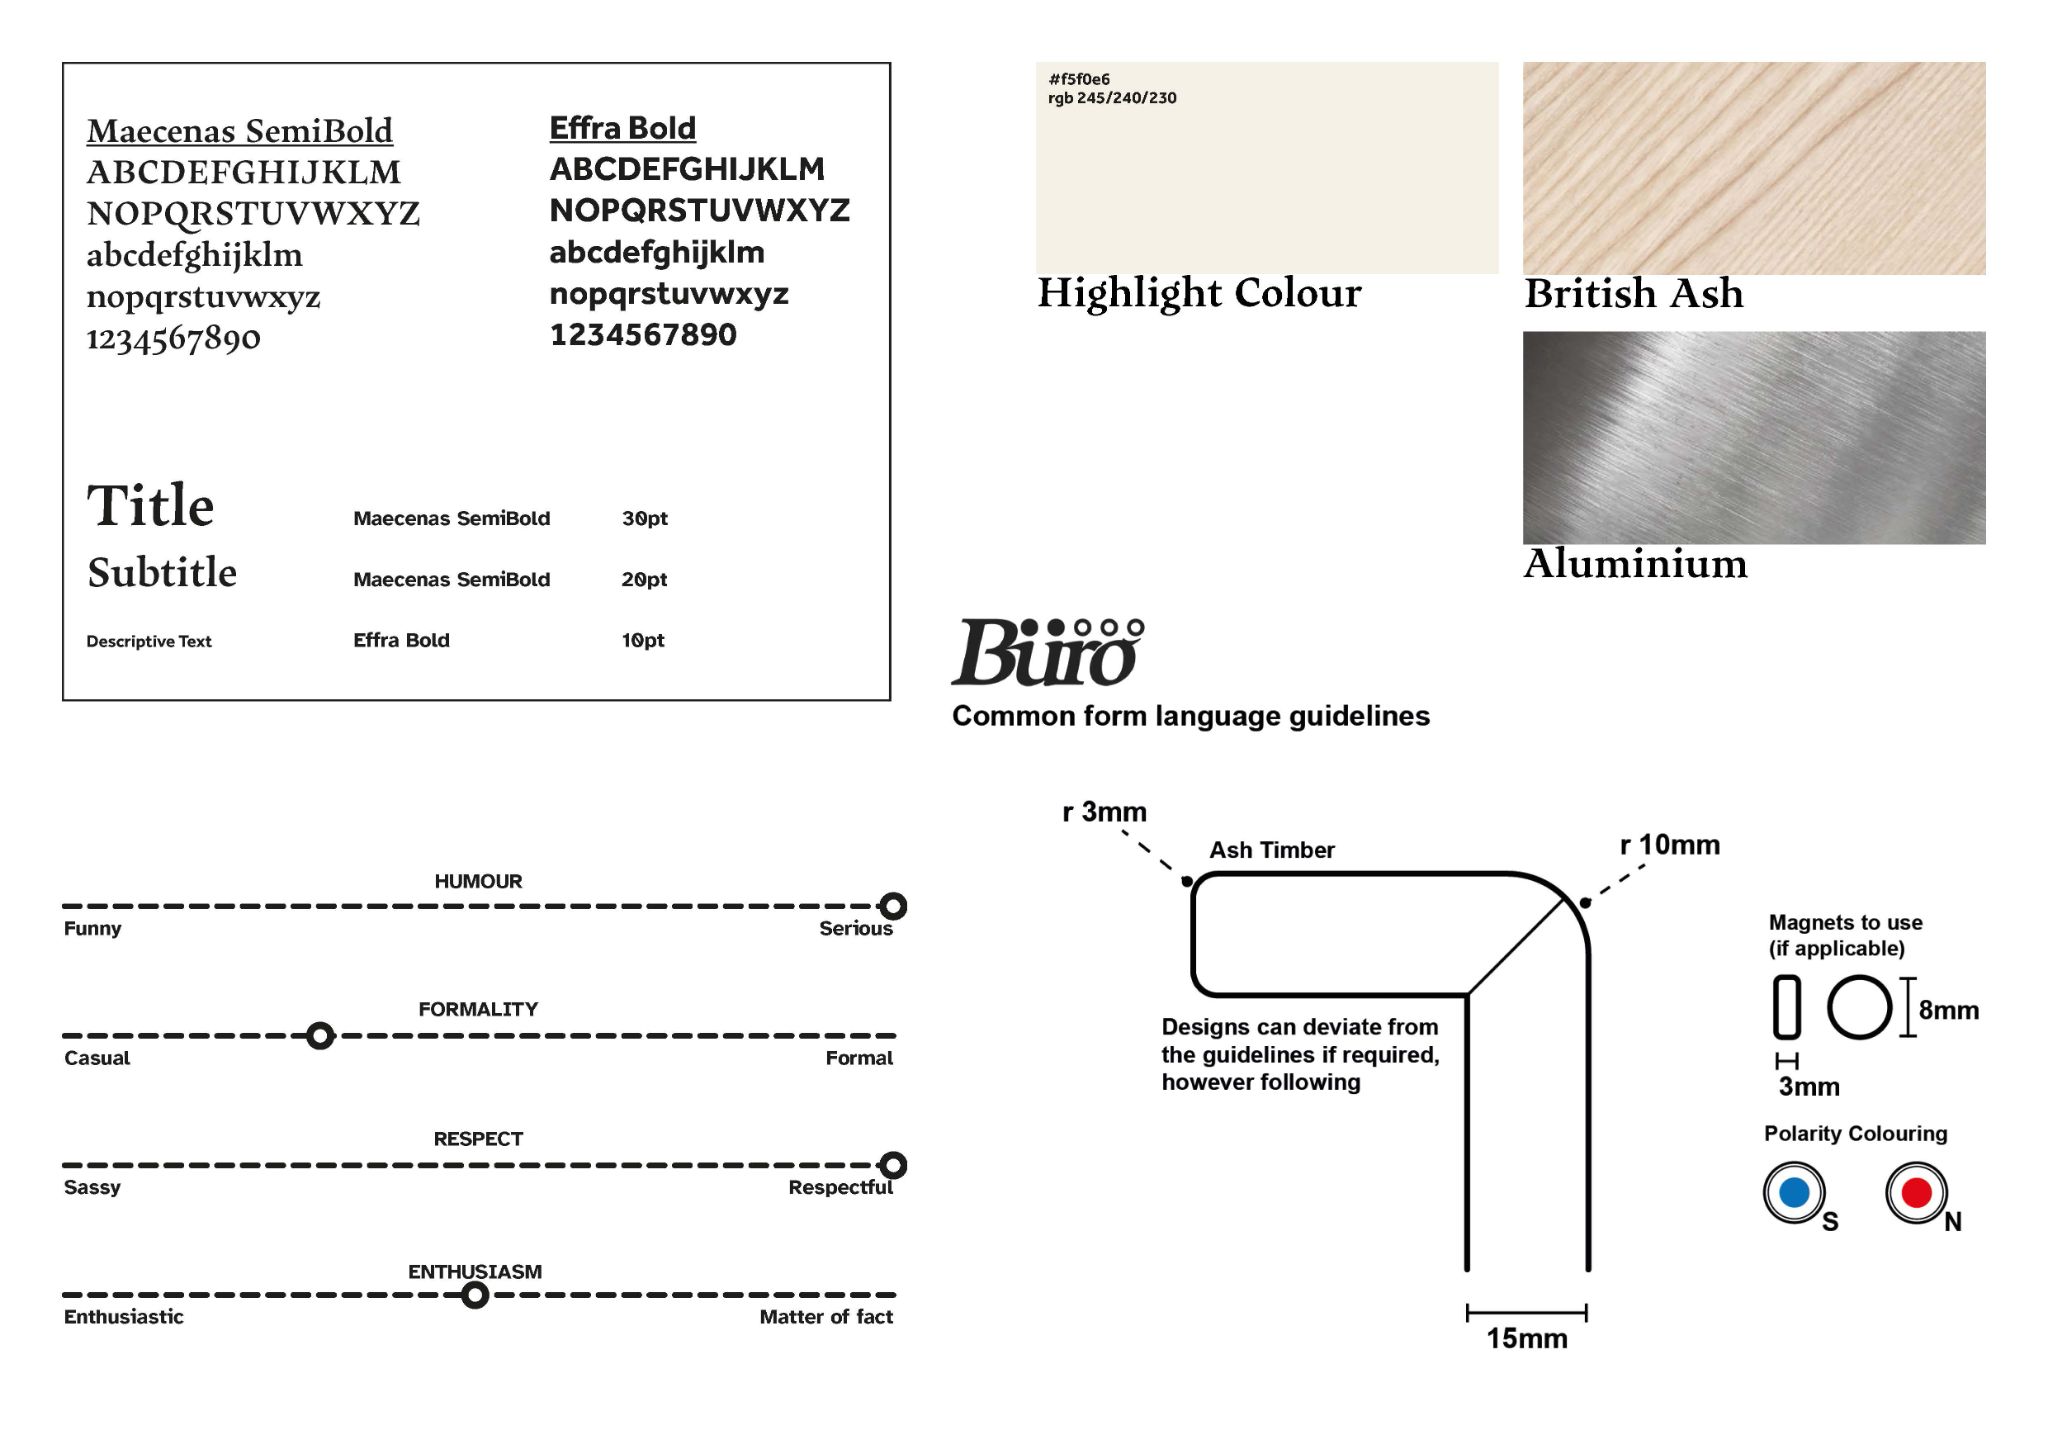 Maecenas SemiBold
ABCDEFGHIJKLM
NOPQRSTUVWXYZ
abcdefghijklm
nopqrstuvwxyz
1234567890
Effra Bold
ABCDEFGHIJKLM
NOPQRSTUVWXYZ
abcdefghijklm
nopqrstuvwxyz
1234567890
Title Maecenas SemiBold 30pt
Subtitle Maecenas SemiBold 20pt
Descriptive Text Effra Bold 10pt
#f5f0e6
rgb 245/240/230
Highlight Colour
British Ash
Aluminium
Büro
Common form language guidelines
HUMOUR
Funny Serious
FORMALITY
Casual Formal
RESPECT
Sassy Respectful
ENTHUSIASM
Enthusiastic Matter of fact
r 3mm
Ash Timber
r 10mm
Designs can deviate from
the guidelines if required,
however following
15mm
Magnets to use
(if applicable)
8mm
3mm
Polarity Colouring
S N